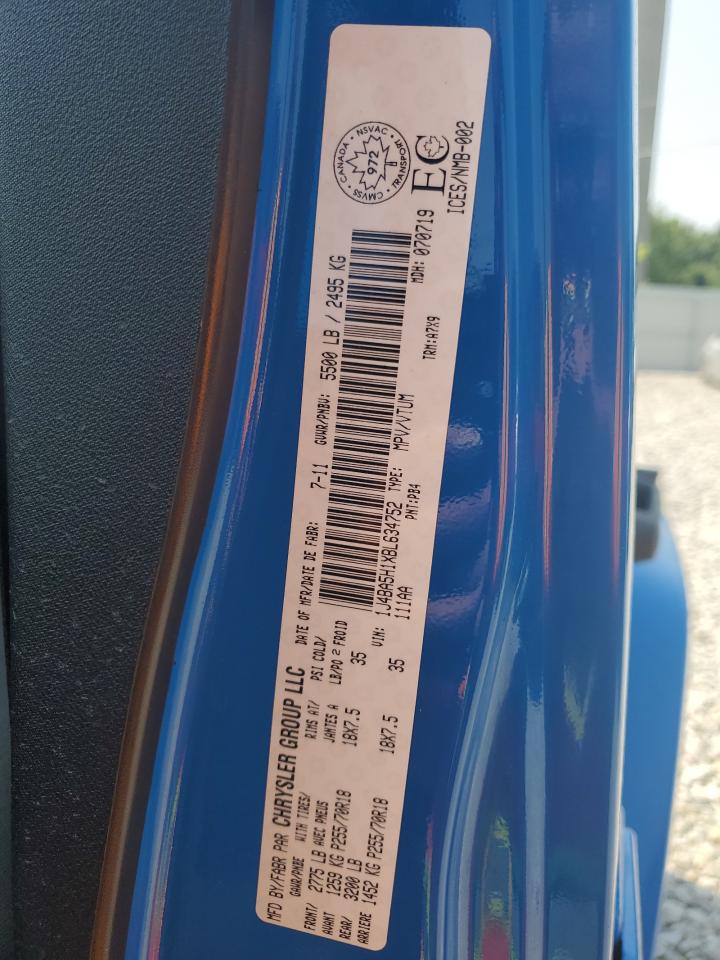 MFD BY/FABR PAR CHRYSLER GROUP LLC
DATE OF MFR/DATE DE FABR: 7-11 GVWR/PNBV: 5500 LB / 2495 KG
GAWR/PNBE WITH TIRES/ AVEC PNEUS RIMS AT/ JANTES A PSI COLD/ LB/PO 2 FROID
FRONT/ AVANT 2775 LB
1259 KG P255/70R18 18X7.5 35
REAR/ ARRIERE 3200 LB
1452 KG P255/70R18 18X7.5 35
VIN: 1J4BA5H1XBL634752 TYPE: MPV/VTUM
111AA PNT:PB4 TRM:A7X9
MDH: 070719
CANADA • NSVAC • TRANSPORT • CMVSS
972
EC
ICES/NMB-002